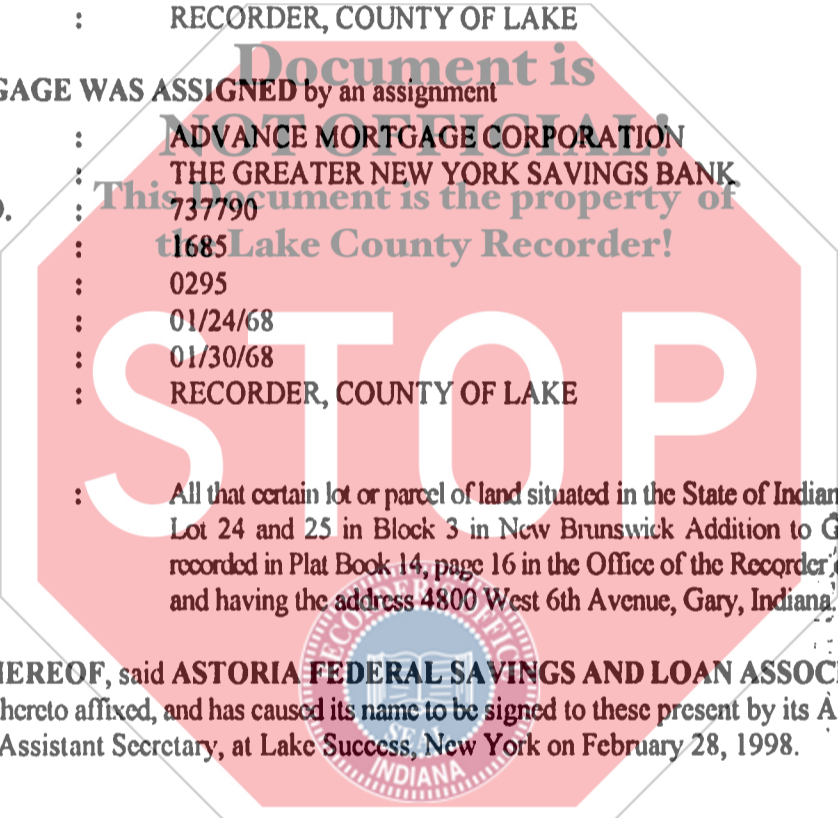 : RECORDER, COUNTY OF LAKE
Document is
GAGE WAS ASSIGNED by an assignment
NOT OFFICIAL!
: ADVANCE MORTGAGE CORPORATION
: THE GREATER NEW YORK SAVINGS BANK
This Document is the property of
: 737790
the Lake County Recorder!
: 1685
: 0295
: 01/24/68
: 01/30/68
STOP
: RECORDER, COUNTY OF LAKE
: All that certain lot or parcel of land situated in the State of Indian
Lot 24 and 25 in Block 3 in New Brunswick Addition to G
recorded in Plat Book 14, page 16 in the Office of the Recorder
and having the address 4800 West 6th Avenue, Gary, Indiana.
RECORDER'S OFFICE
HEREOF, said ASTORIA FEDERAL SAVINGS AND LOAN ASSOC
hereto affixed, and has caused its name to be signed to these present by its A
SEAL
Assistant Secretary, at Lake Success, New York on February 28, 1998.
INDIANA